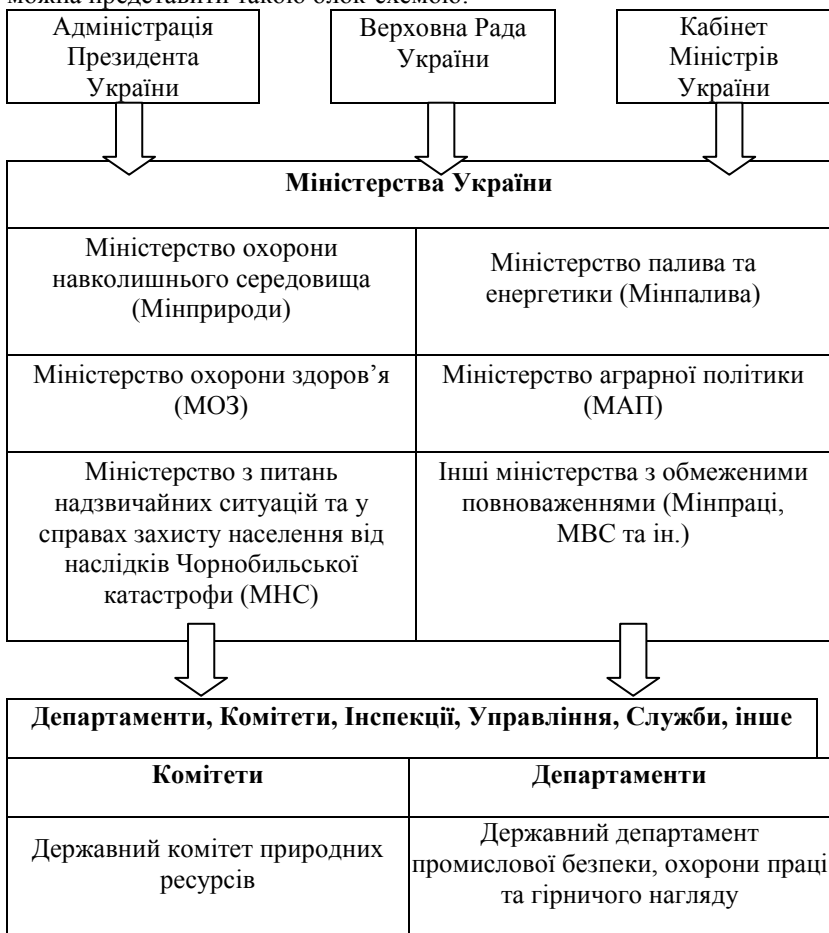 можна представити такою блок-схемою:
Адміністрація
Президента
України
Верховна Рада
України
Кабінет
Міністрів
України
Міністерства України
Міністерство охорони
навколишнього середовища
(Мінприроди)
Міністерство палива та
енергетики (Мінпалива)
Міністерство охорони здоров’я
(МОЗ)
Міністерство аграрної політики
(МАП)
Міністерство з питань
надзвичайних ситуацій та у
справах захисту населення від
наслідків Чорнобильської
катастрофи (МНС)
Інші міністерства з обмеженими
повноваженнями (Мінпраці,
МВС та ін.)
Департаменти, Комітети, Інспекції, Управління, Служби, інше
Комітети
Департаменти
Державний комітет природних
ресурсів
Державний департамент
промислової безпеки, охорони праці
та гірничого нагляду